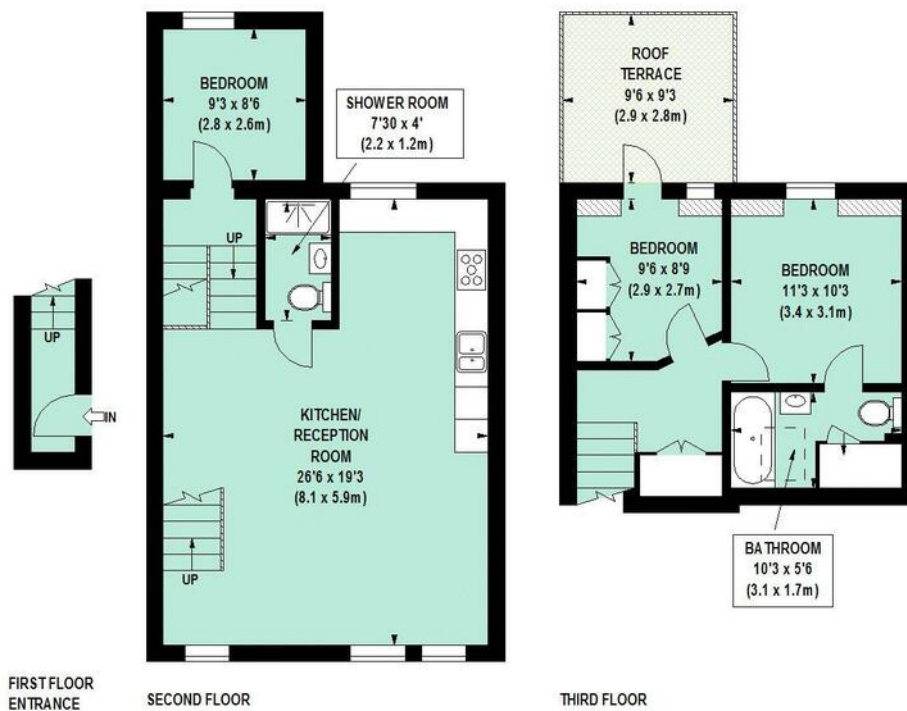 BEDROOM
9'3 x 8'6
(2.8 x 2.6m)
SHOWER ROOM
7'30 x 4'
(2.2 x 1.2m)
ROOF
TERRACE
9'6 x 9'3
(2.9 x 2.8m)
UP
UP
IN
KITCHEN/
RECEPTION
ROOM
26'6 x 19'3
(8.1 x 5.9m)
UP
BEDROOM
9'6 x 8'9
(2.9 x 2.7m)
BEDROOM
11'3 x 10'3
(3.4 x 3.1m)
BATHROOM
10'3 x 5'6
(3.1 x 1.7m)
FIRST FLOOR
ENTRANCE
SECOND FLOOR
THIRD FLOOR